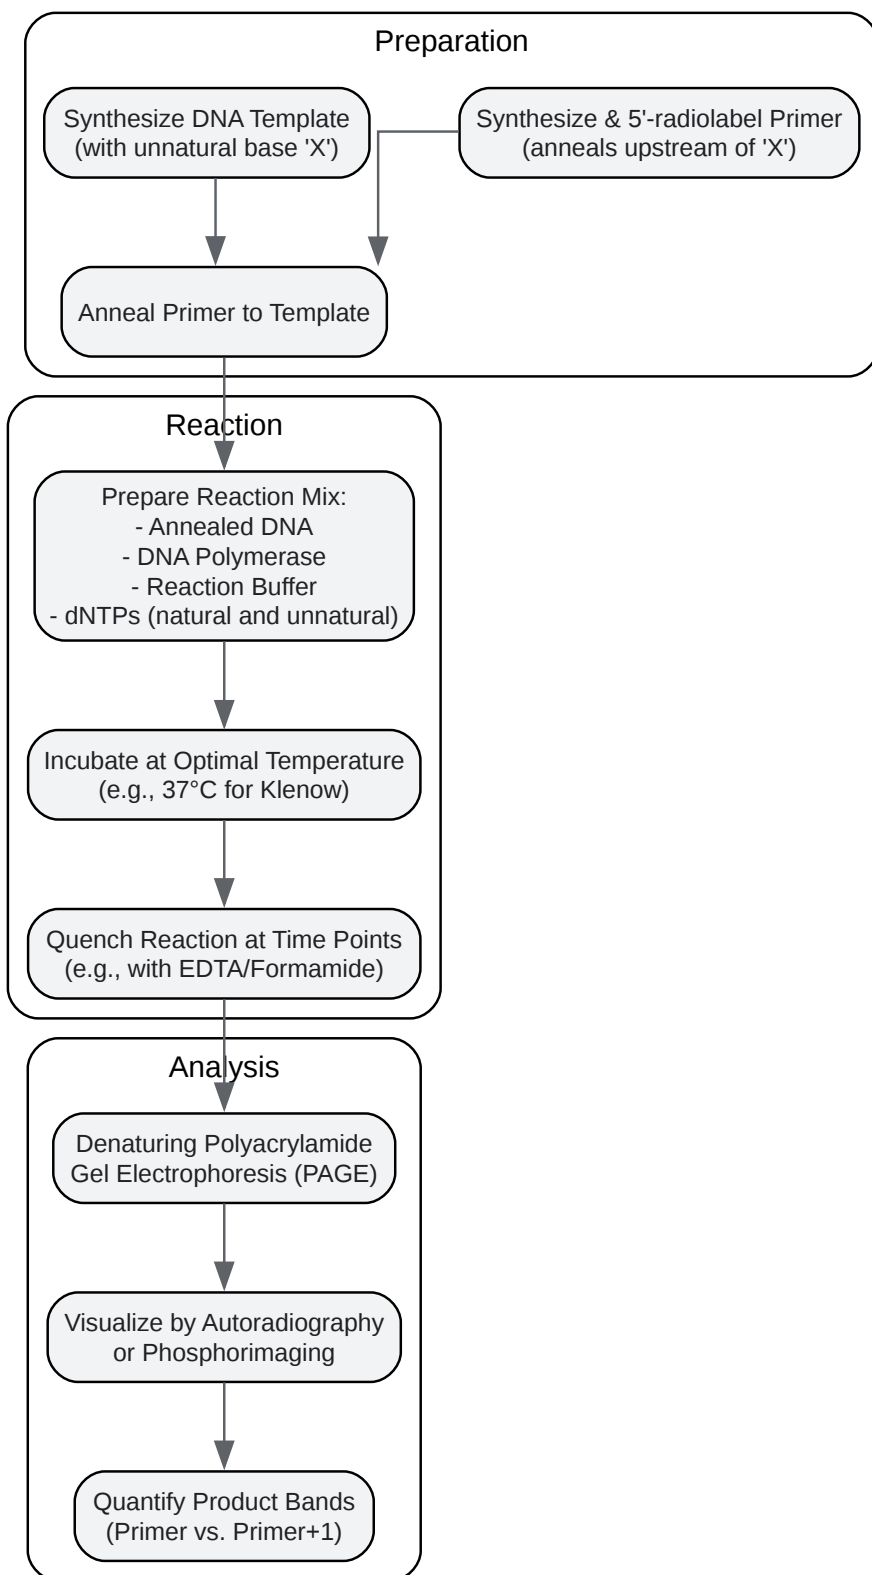 Preparation
Synthesize DNA Template
(with unnatural base 'X')
Synthesize & 5'-radiolabel Primer
(anneals upstream of 'X')
Anneal Primer to Template
Reaction
Prepare Reaction Mix:
- Annealed DNA
- DNA Polymerase
- Reaction Buffer
- dNTPs (natural and unnatural)
Incubate at Optimal Temperature
(e.g., 37°C for Klenow)
Quench Reaction at Time Points
(e.g., with EDTA/Formamide)
Analysis
Denaturing Polyacrylamide
Gel Electrophoresis (PAGE)
Visualize by Autoradiography
or Phosphorimaging
Quantify Product Bands
(Primer vs. Primer+1)